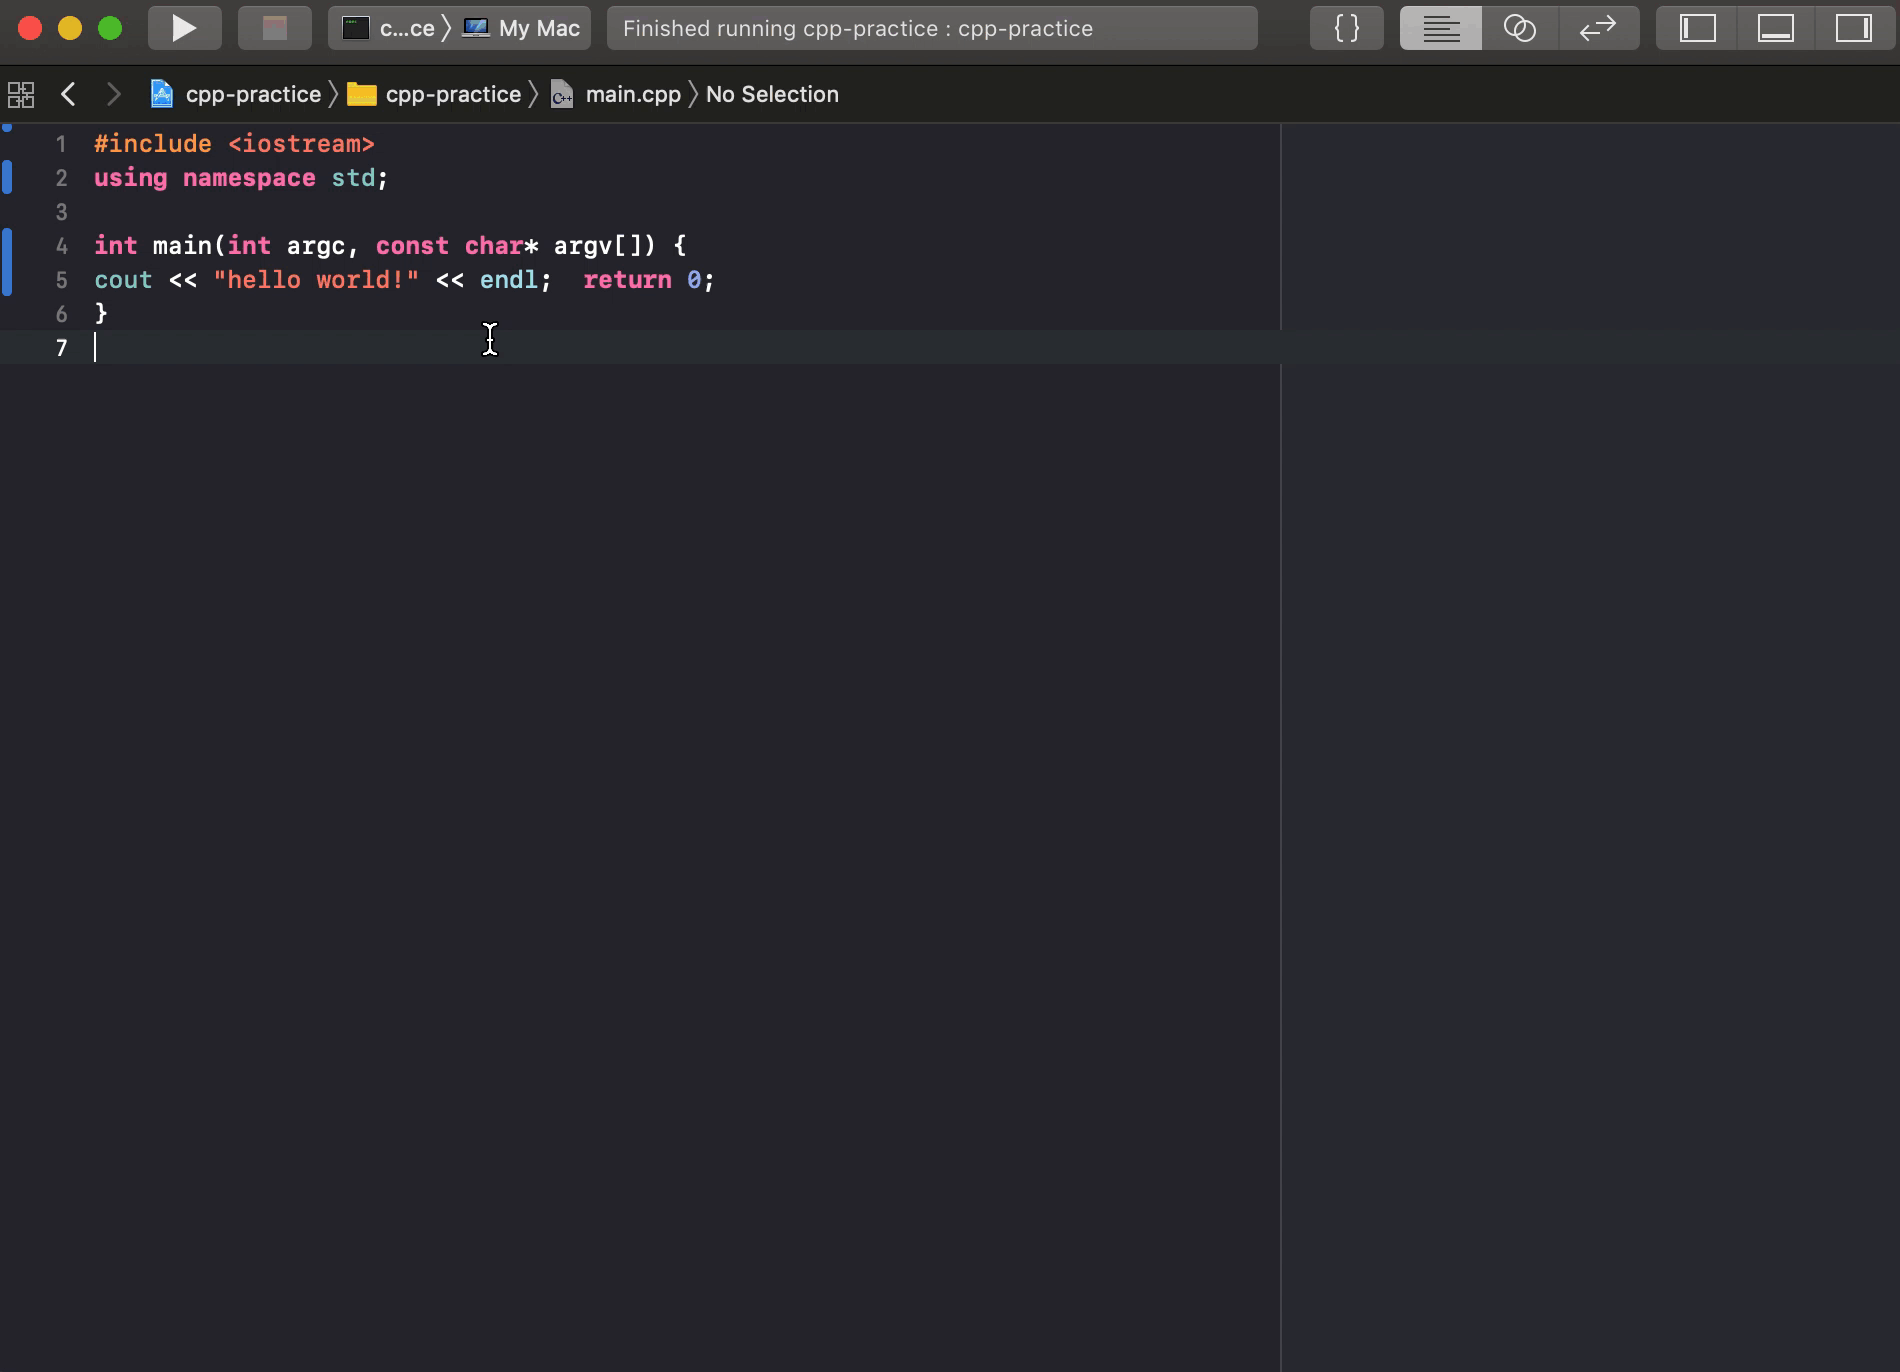 c...ce 〉 My Mac
Finished running cpp-practice : cpp-practice
{ }
cpp-practice 〉 cpp-practice 〉 C++ main.cpp 〉 No Selection
1 #include <iostream>
2 using namespace std;
3
4 int main(int argc, const char* argv[]) {
5 cout << "hello world!" << endl;  return 0;
6 }
7